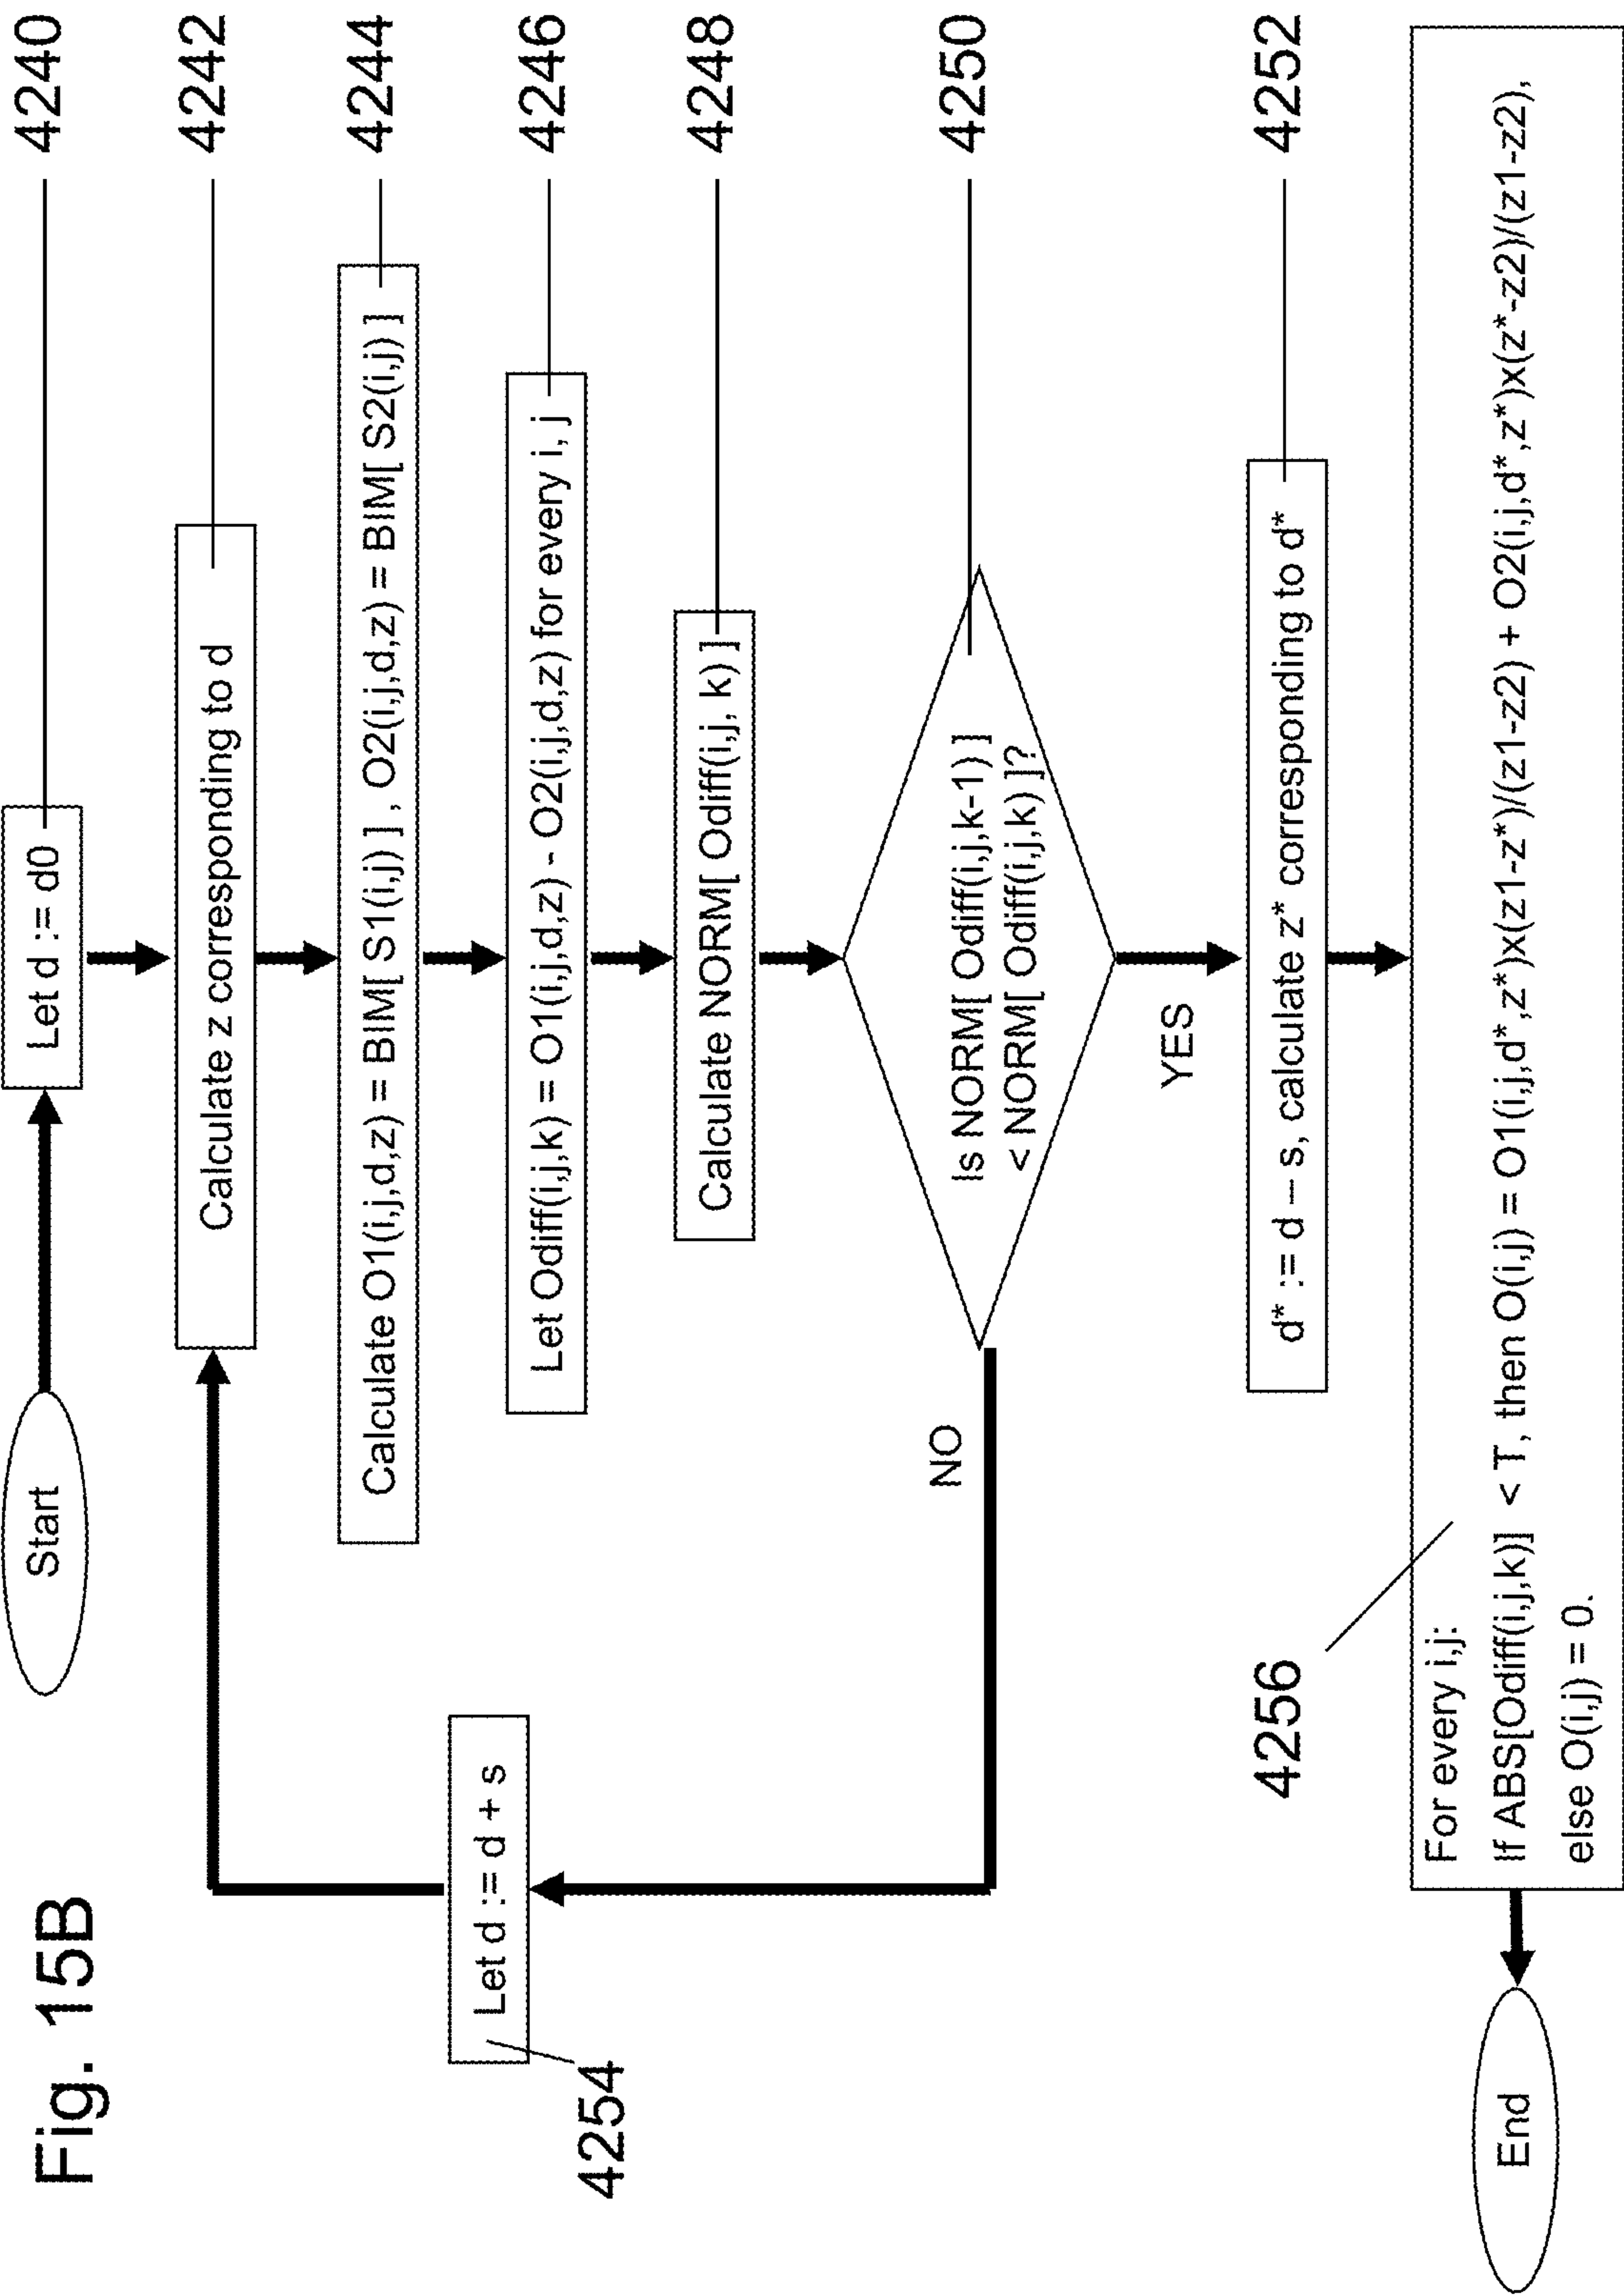 Fig. 15B
Start
Let d := d0
4240
Calculate z corresponding to d
4242
Calculate O1(i,j,d,z) = BIM[ S1(i,j) ] , O2(i,j,d,z) = BIM[ S2(i,j) ]
4244
Let Odiff(i,j,k) = O1(i,j,d,z) - O2(i,j,d,z) for every i, j
4246
Calculate NORM[ Odiff(i,j, k) ]
4248
Is NORM[ Odiff(i,j,k-1) ]
< NORM[ Odiff(i,j,k) ]?
4250
NO
YES
Let d := d + s
4254
d* := d – s, calculate z* corresponding to d*
4252
4256
For every i,j:
If ABS[Odiff(i,j,k)] < T, then O(i,j) = O1(i,j,d*,z*)x(z1-z*)/(z1-z2) + O2(i,j,d*,z*)x(z*-z2)/(z1-z2),
else O(i,j) = 0.
End